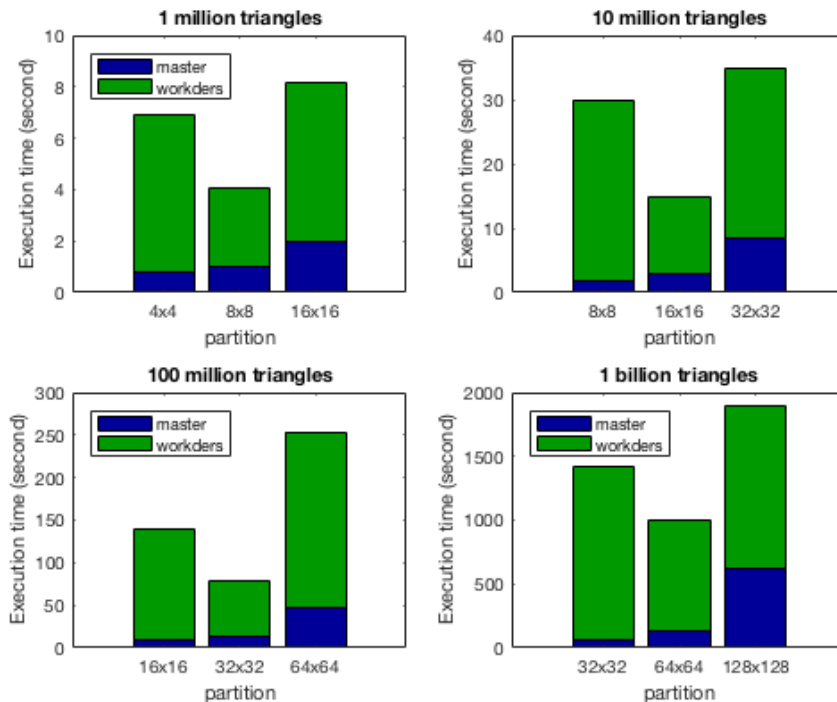 1 million triangles
10
8
6
4
2
0
Execution time (second)
master
workders
4x4 8x8 16x16
partition
10 million triangles
40
30
20
10
0
Execution time (second)
8x8 16x16 32x32
partition
100 million triangles
300
250
200
150
100
50
0
Execution time (second)
master
workders
16x16 32x32 64x64
partition
1 billion triangles
2000
1500
1000
500
0
Execution time (second)
master
workders
32x32 64x64 128x128
partition